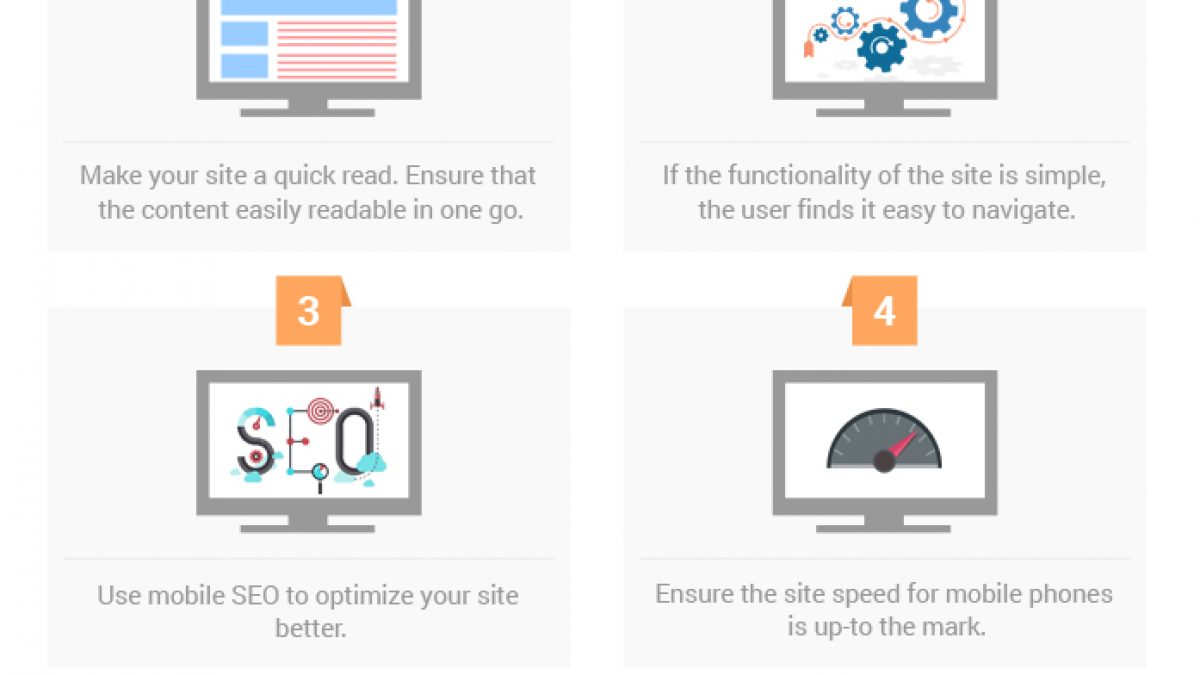 Make your site a quick read. Ensure that
the content easily readable in one go.
If the functionality of the site is simple,
the user finds it easy to navigate.
3
4
SEO
Use mobile SEO to optimize your site
better.
Ensure the site speed for mobile phones
is up-to the mark.